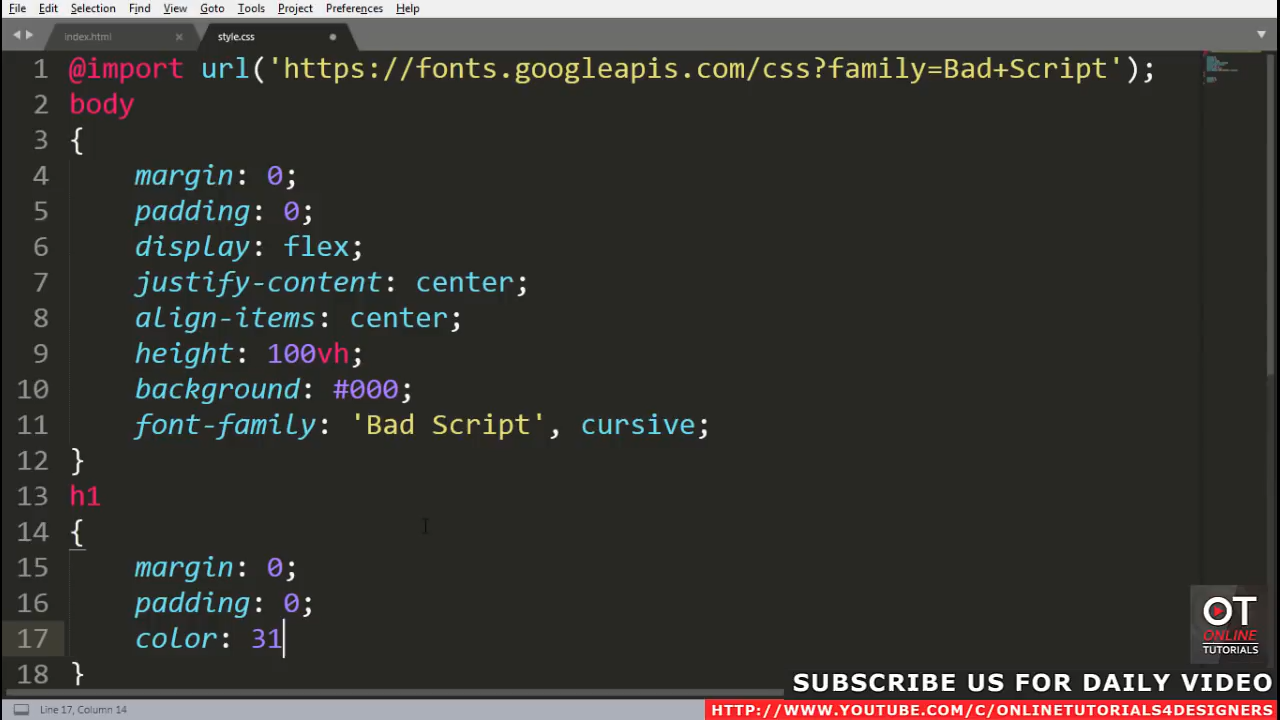 File Edit Selection Find View Goto Tools Project Preferences Help
index.html × style.css
1 @import url('https://fonts.googleapis.com/css?family=Bad+Script');
2 body
3 {
4 margin: 0;
5 padding: 0;
6 display: flex;
7 justify-content: center;
8 align-items: center;
9 height: 100vh;
10 background: #000;
11 font-family: 'Bad Script', cursive;
12 }
13 h1
14 {
15 margin: 0;
16 padding: 0;
17 color: 31
18 }
OT
ONLINE
TUTORIALS
SUBSCRIBE US FOR DAILY VIDEO
Line 17, Column 14
HTTP://WWW.YOUTUBE.COM/C/ONLINETUTORIALS4DESIGNERS